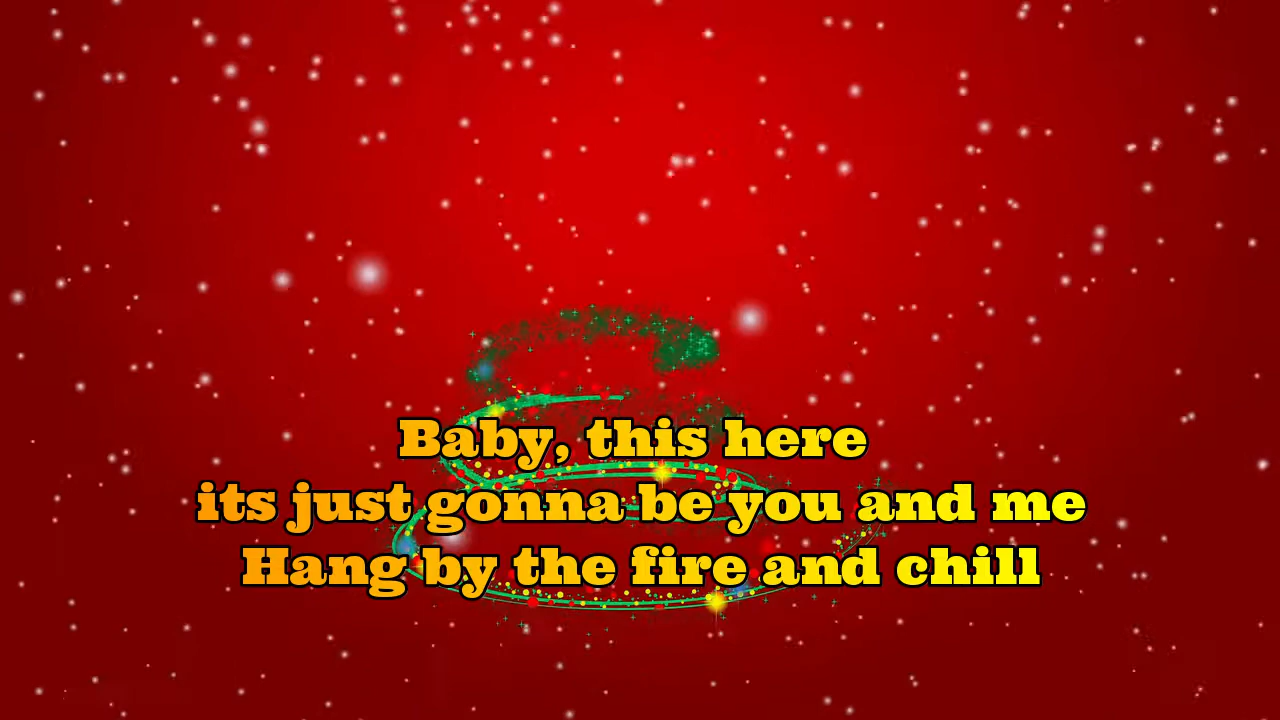 Baby, this here
its just gonna be you and me
Hang by the fire and chill